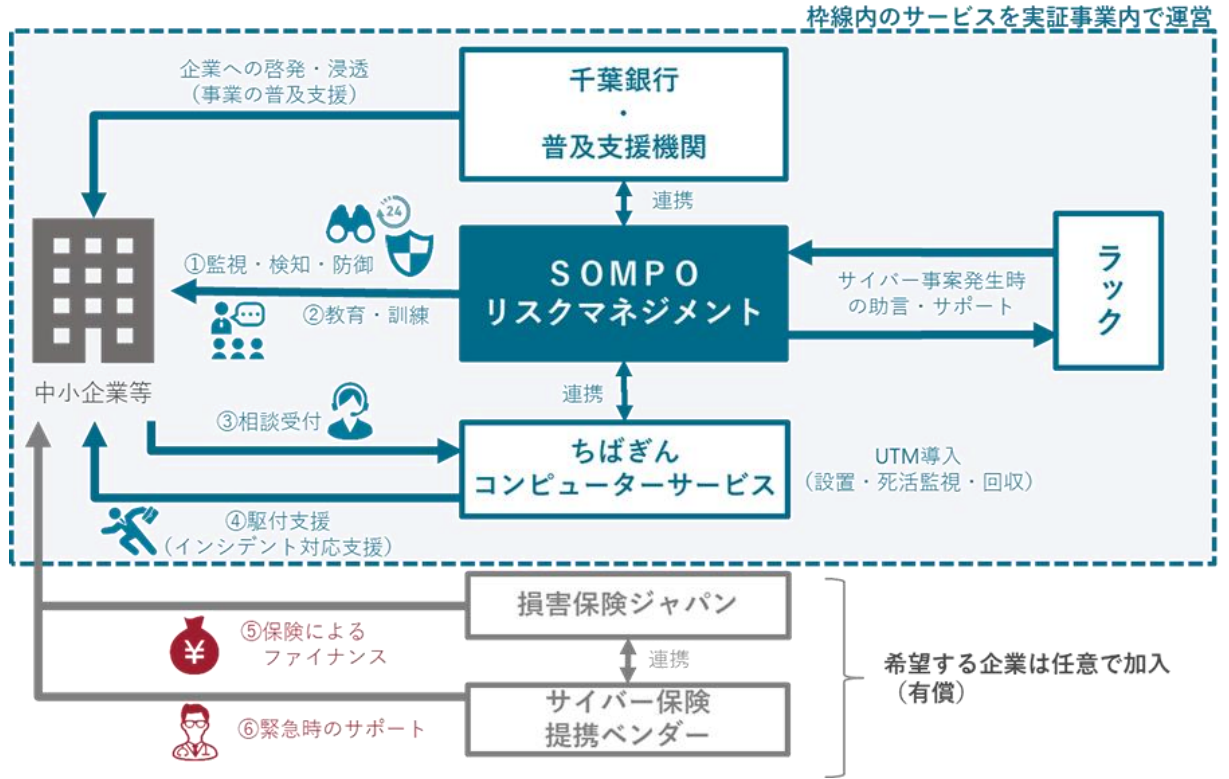 枠線内のサービスを実証事業内で運営
企業への啓発・浸透
(事業の普及支援)
千葉銀行
・
普及支援機関
連携
24
①監視・検知・防御
②教育・訓練
SOMPO
リスクマネジメント
サイバー事案発生時
の助言・サポート
ラック
中小企業等
連携
③相談受付
ちばぎん
コンピューターサービス
UTM導入
(設置・死活監視・回収)
④駆付支援
(インシデント対応支援)
損害保険ジャパン
⑤保険による
ファイナンス
¥
連携
希望する企業は任意で加入
(有償)
サイバー保険
提携ベンダー
⑥緊急時のサポート